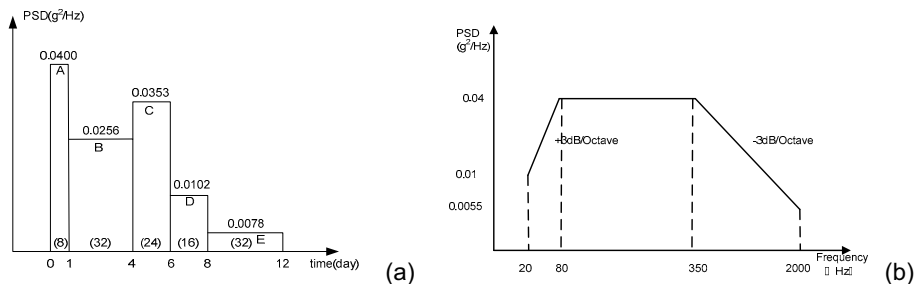 PSD(g²/Hz)
0.0400
A
0.0353
C
0.0256
B
0.0102
D
0.0078
E
(8) (32) (24) (16) (32)
0 1 4 6 8 12 time(day)
(a)
PSD
(g²/Hz)
0.04
+3dB/Octave -3dB/Octave
0.01
0.0055
20 80 350 2000
Frequency
( Hz)
(b)